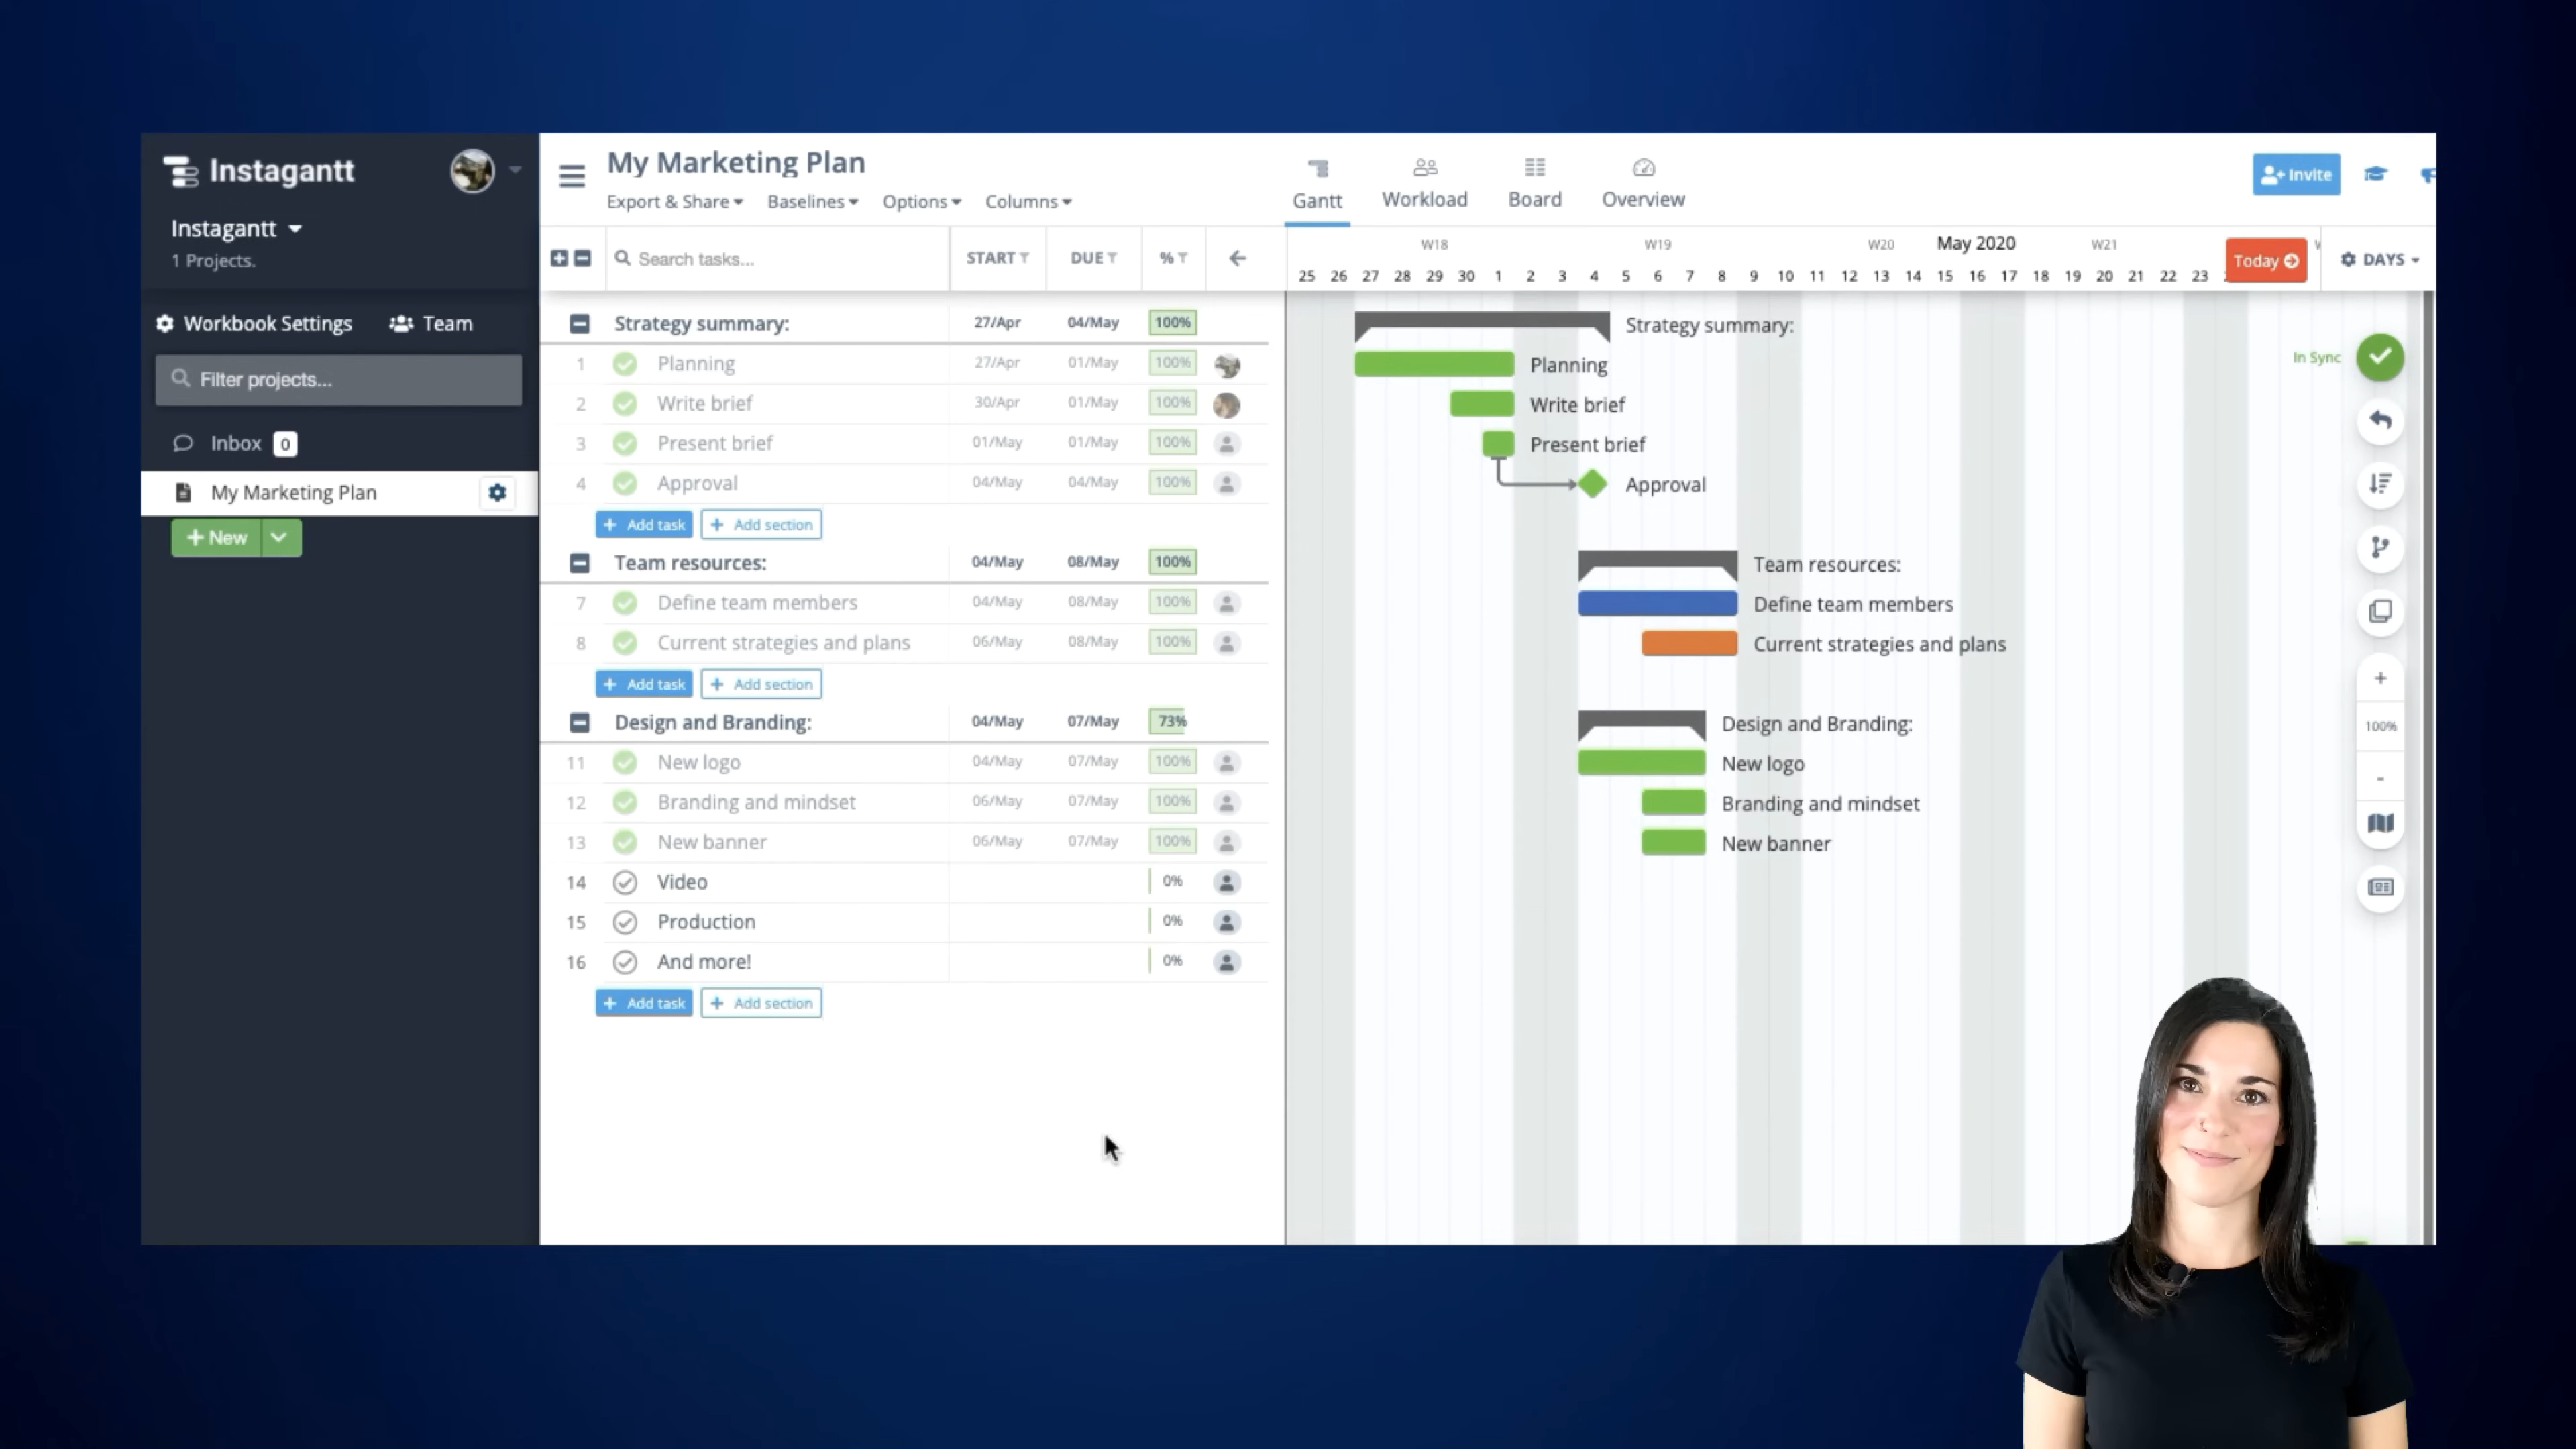 Instagantt
Instagantt
1 Projects.
Workbook Settings
Team
Filter projects...
Inbox 0
My Marketing Plan
+ New
My Marketing Plan
Export & Share
Baselines
Options
Columns
Gantt
Workload
Board
Overview
Invite
Search tasks...
START
DUE
%
W18
W19
W20
May 2020
W21
Today
DAYS
25 26 27 28 29 30 1 2 3 4 5 6 7 8 9 10 11 12 13 14 15 16 17 18 19 20 21 22 23
Strategy summary: 27/Apr 04/May 100%
1 Planning 27/Apr 01/May 100%
2 Write brief 30/Apr 01/May 100%
3 Present brief 01/May 01/May 100%
4 Approval 04/May 04/May 100%
+ Add task + Add section
Team resources: 04/May 08/May 100%
7 Define team members 04/May 08/May 100%
8 Current strategies and plans 06/May 08/May 100%
+ Add task + Add section
Design and Branding: 04/May 07/May 73%
11 New logo 04/May 07/May 100%
12 Branding and mindset 06/May 07/May 100%
13 New banner 06/May 07/May 100%
14 Video 0%
15 Production 0%
16 And more! 0%
+ Add task + Add section
Strategy summary:
Planning
Write brief
Present brief
Approval
Team resources:
Define team members
Current strategies and plans
Design and Branding:
New logo
Branding and mindset
New banner
In Sync
+
100%
-